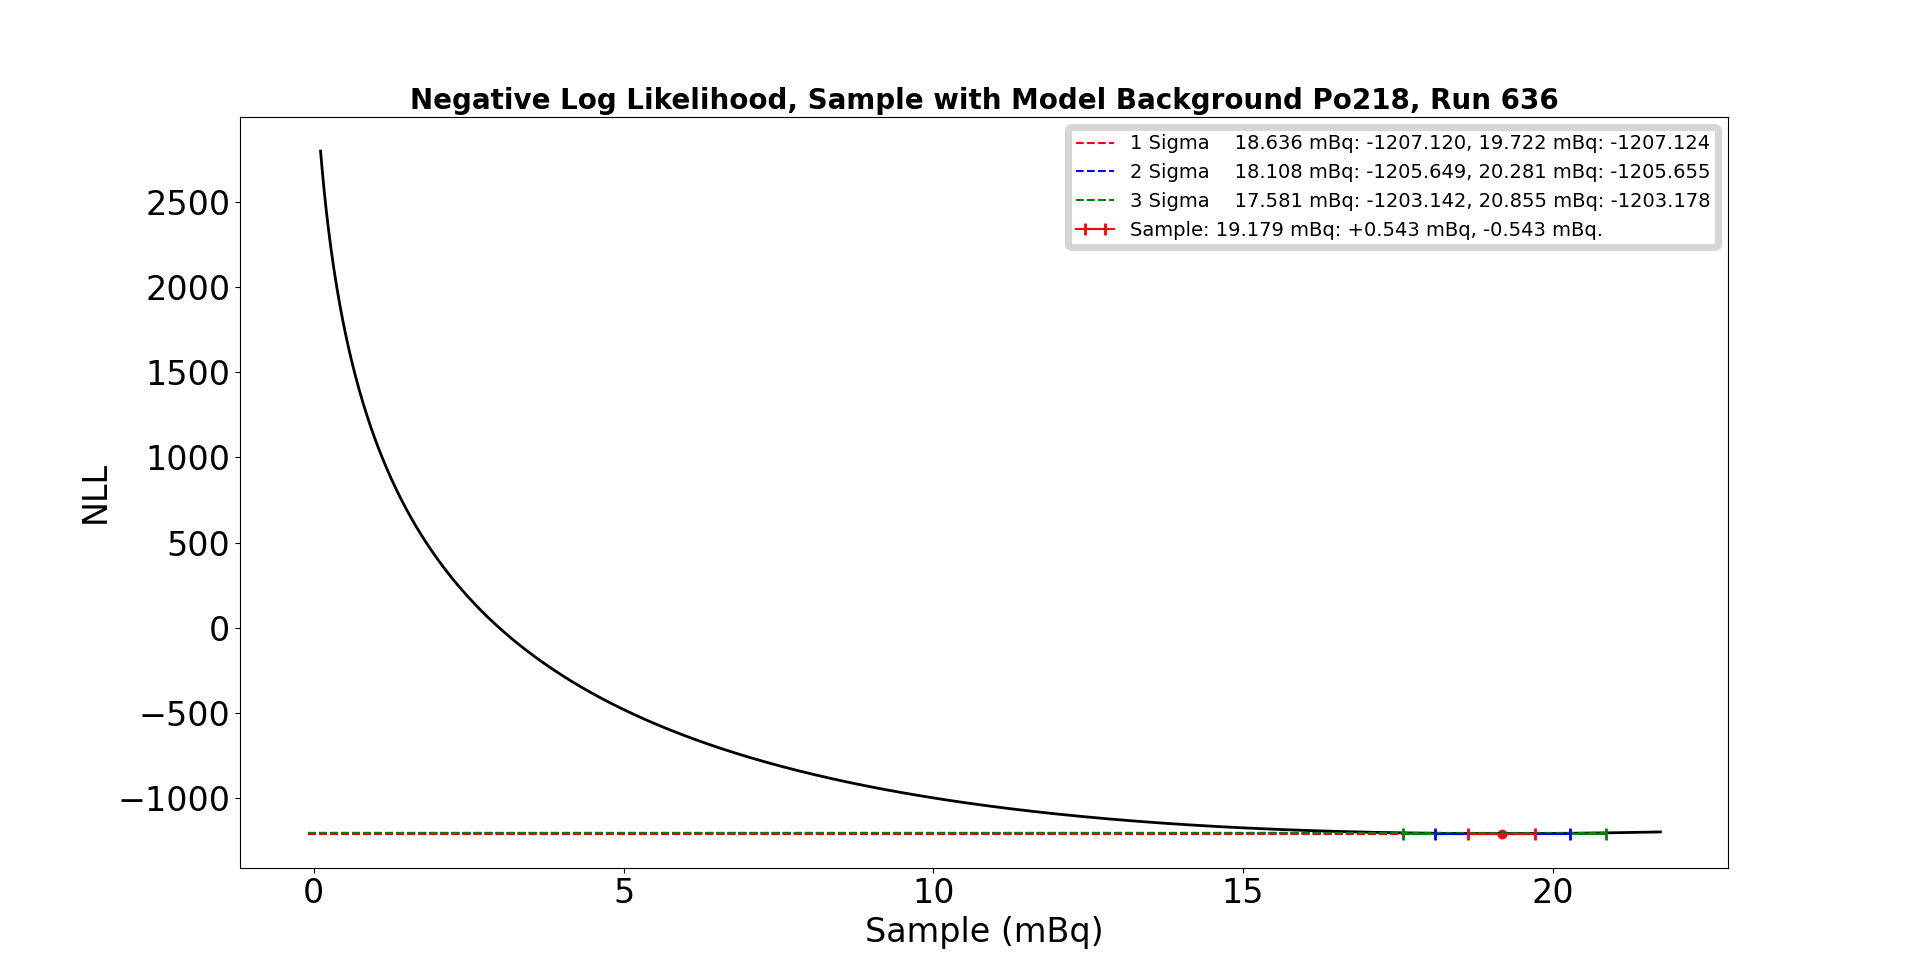 Negative Log Likelihood, Sample with Model Background Po218, Run 636
1 Sigma 18.636 mBq: -1207.120, 19.722 mBq: -1207.124
2 Sigma 18.108 mBq: -1205.649, 20.281 mBq: -1205.655
3 Sigma 17.581 mBq: -1203.142, 20.855 mBq: -1203.178
Sample: 19.179 mBq: +0.543 mBq, -0.543 mBq.
2500
2000
1500
1000
500
0
−500
−1000
NLL
0 5 10 15 20
Sample (mBq)